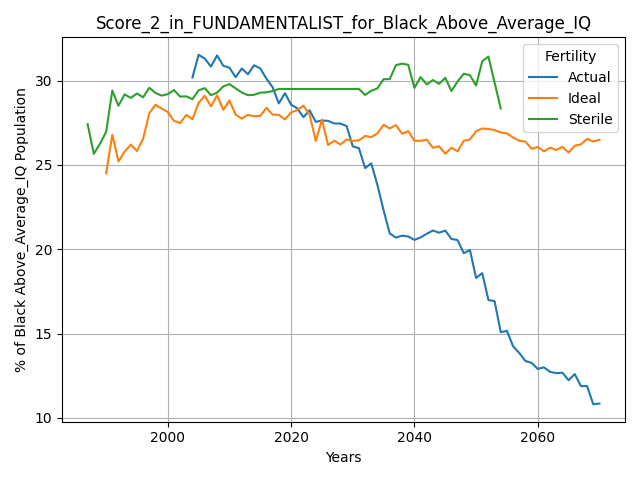 Score_2_in_FUNDAMENTALIST_for_Black_Above_Average_IQ
% of Black Above_Average_IQ Population
30
25
20
15
10
Fertility
Actual
Ideal
Sterile
2000
2020
2040
2060
Years